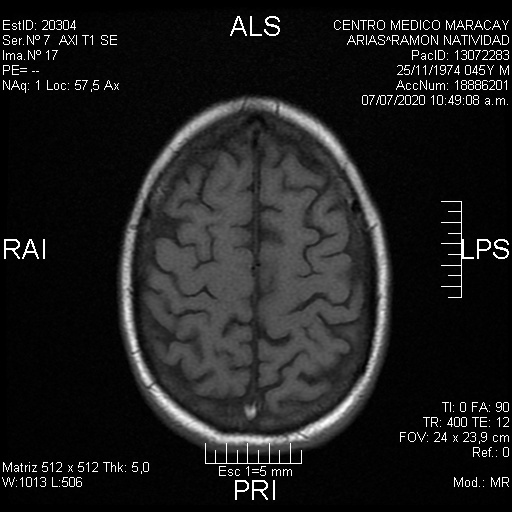 EstID: 20304
Ser.Nº 7 AXI T1 SE
Ima.Nº 17
PE= --
NAq: 1 Loc: 57,5 Ax
ALS
CENTRO MEDICO MARACAY
ARIAS^RAMON NATIVIDAD
PacID: 13072283
25/11/1974 045Y M
AccNum: 18886201
07/07/2020 10:49:08 a.m.
RAI
LPS
TI: 0 FA: 90
TR: 400 TE: 12
FOV: 24 x 23,9 cm
Ref.: 0
Mod.: MR
Matriz 512 x 512 Thk: 5,0
W:1013 L:506
Esc 1=5 mm
PRI